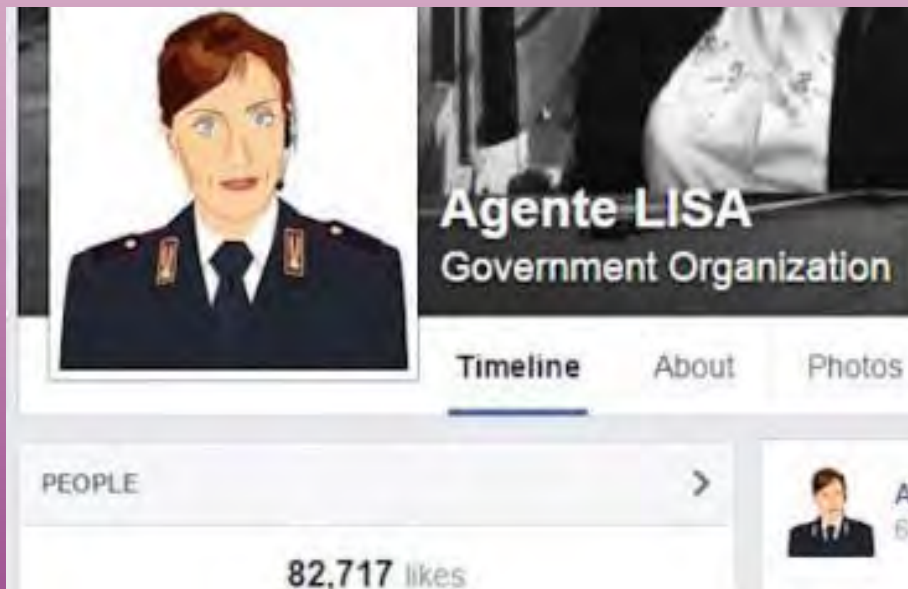 Agente LISA
Government Organization
Timeline About Photos
PEOPLE
82,717 likes